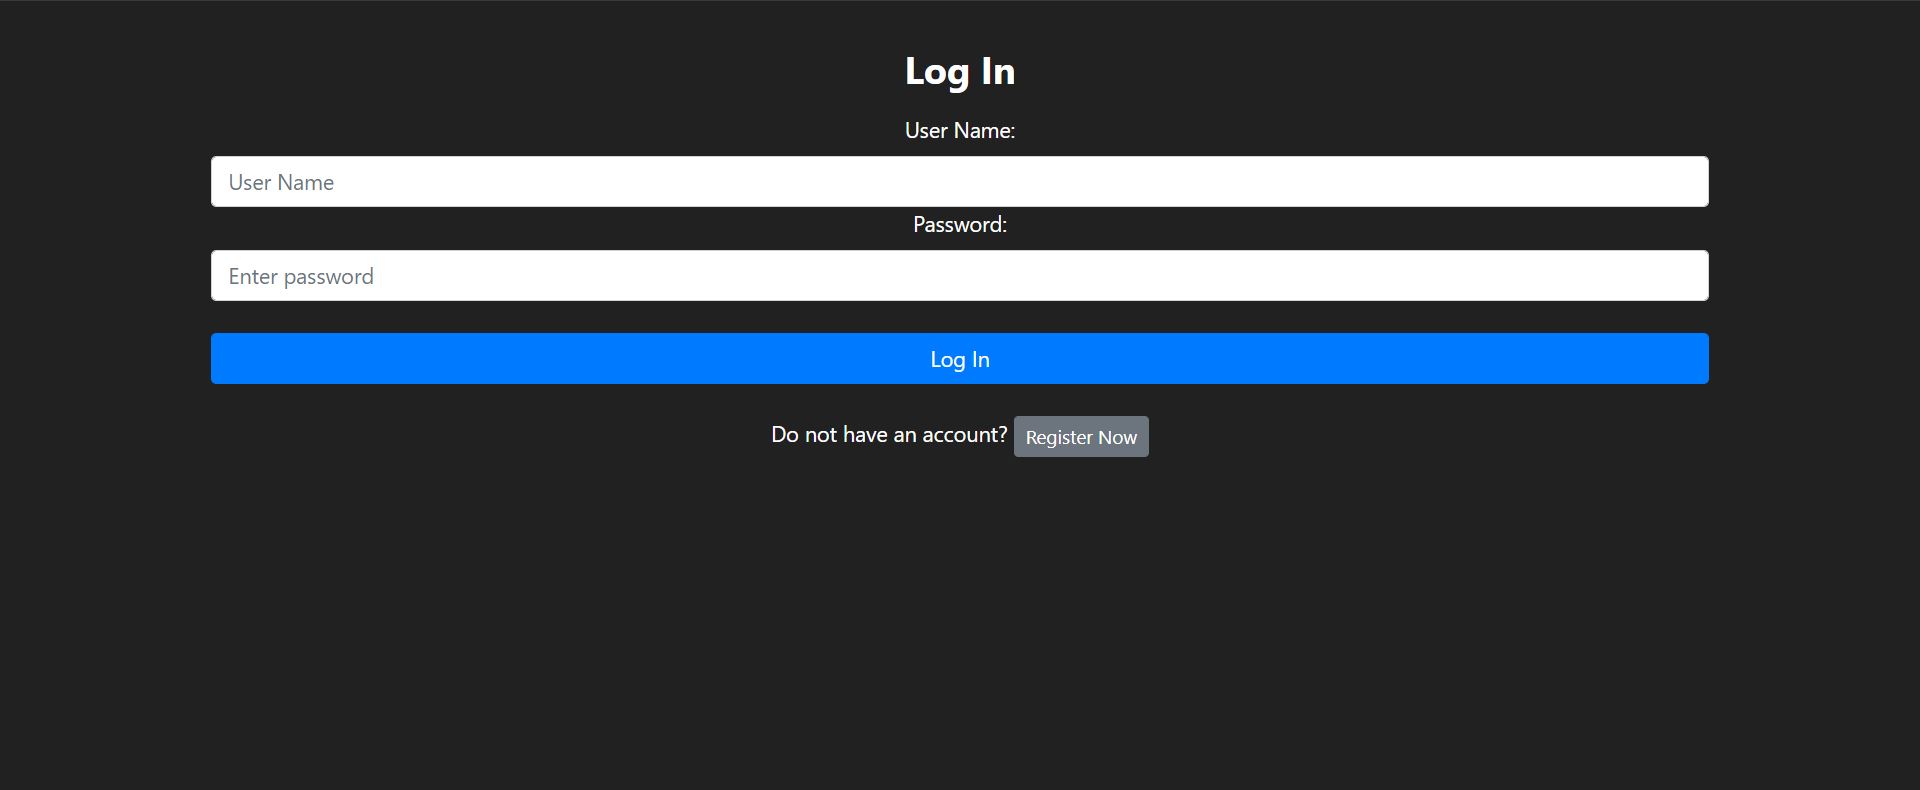 Log In
User Name:
User Name
Password:
Enter password
Log In
Do not have an account? Register Now